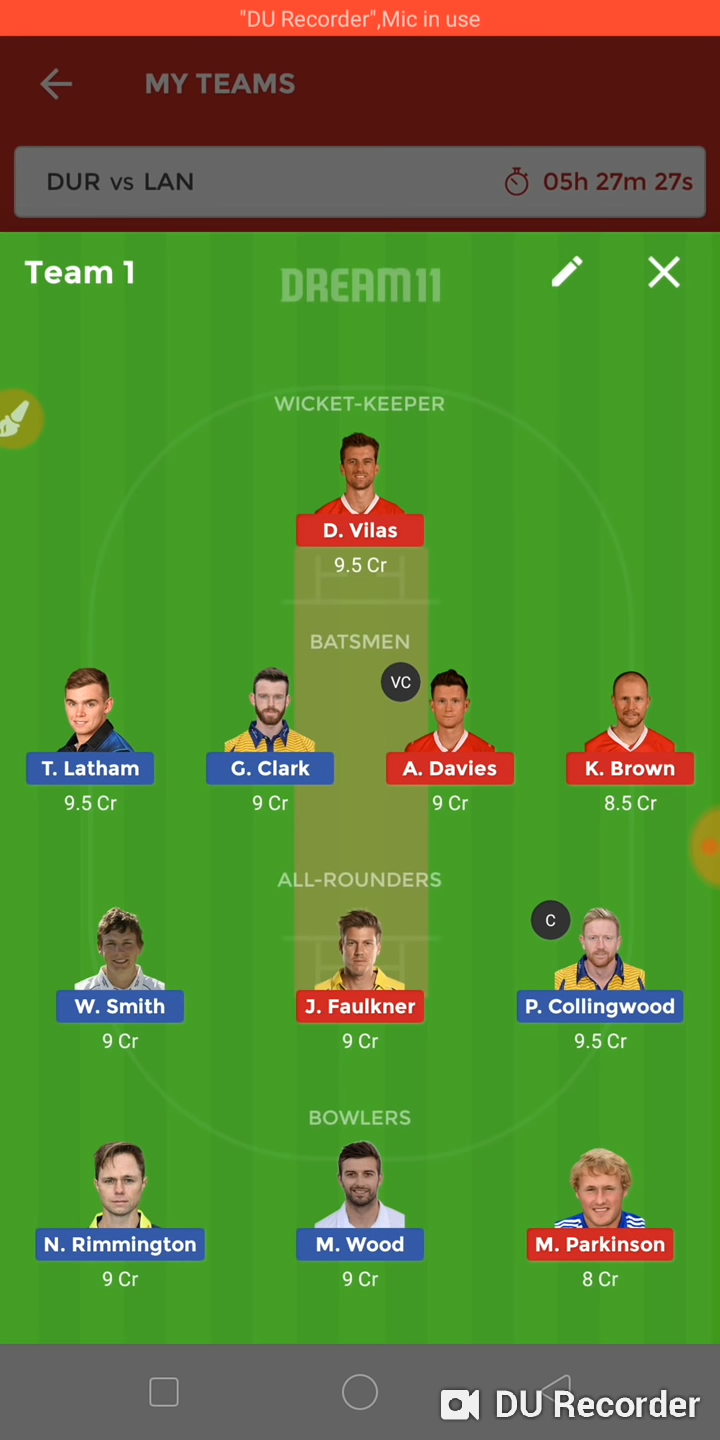 "DU Recorder",Mic in use
MY TEAMS
DUR vs LAN
05h 27m 27s
Team 1
DREAM11
WICKET-KEEPER
D. Vilas
9.5 Cr
BATSMEN
VC
T. Latham
G. Clark
A. Davies
K. Brown
9.5 Cr
9 Cr
9 Cr
8.5 Cr
ALL-ROUNDERS
C
W. Smith
J. Faulkner
P. Collingwood
9 Cr
9 Cr
9.5 Cr
BOWLERS
N. Rimmington
M. Wood
M. Parkinson
9 Cr
9 Cr
8 Cr
DU Recorder